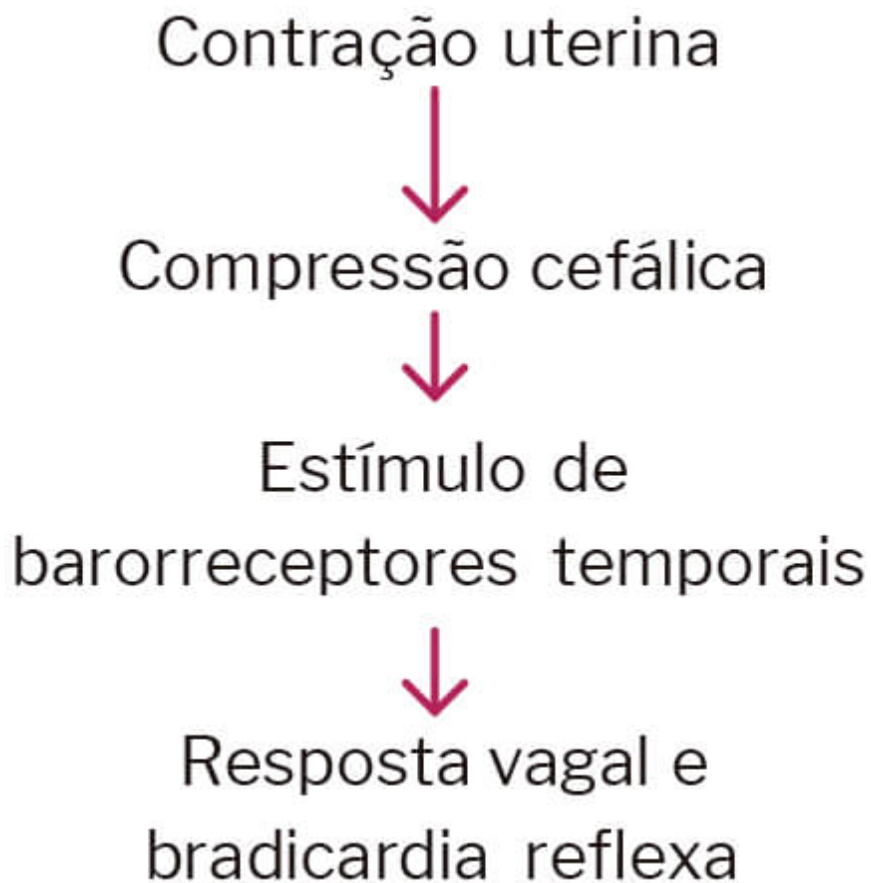 Contração uterina
Compressão cefálica
Estímulo de
barorreceptores temporais
Resposta vagal e
bradicardia reflexa